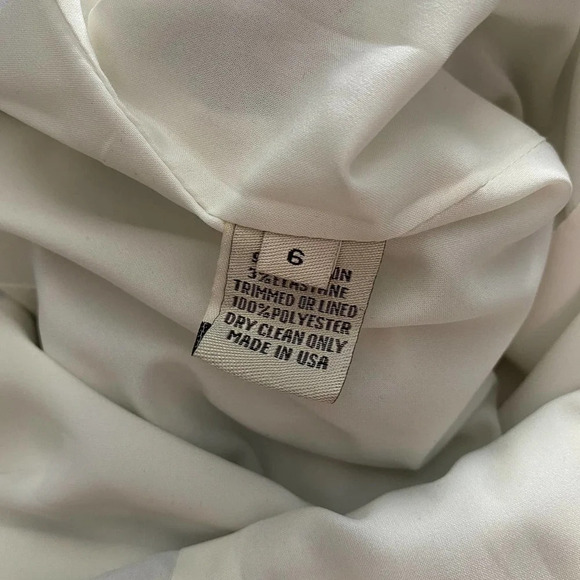 6
3% ELASTANE
TRIMMED OR LINED
100% POLYESTER
DRY CLEAN ONLY
MADE IN USA